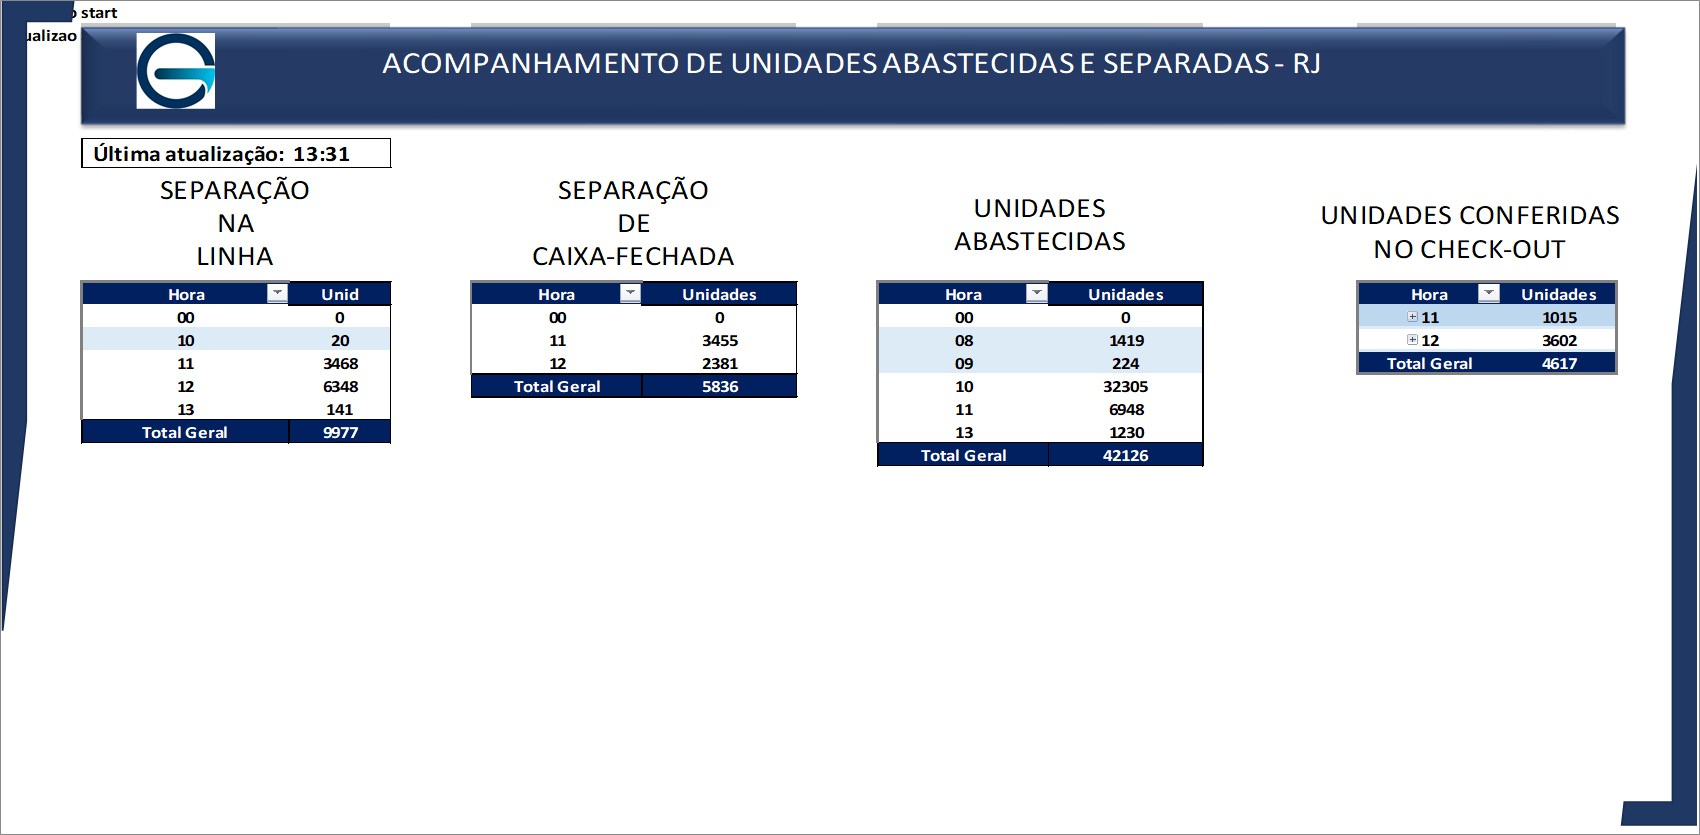 start
ACOMPANHAMENTO DE UNIDADES ABASTECIDAS E SEPARADAS - RJ
Última atualização: 13:31
SEPARAÇÃO
NA
LINHA
Hora Unid
00 0
10 20
11 3468
12 6348
13 141
Total Geral 9977
SEPARAÇÃO
DE
CAIXA-FECHADA
Hora Unidades
00 0
11 3455
12 2381
Total Geral 5836
UNIDADES
ABASTECIDAS
Hora Unidades
00 0
08 1419
09 224
10 32305
11 6948
13 1230
Total Geral 42126
UNIDADES CONFERIDAS
NO CHECK-OUT
Hora Unidades
11 1015
12 3602
Total Geral 4617